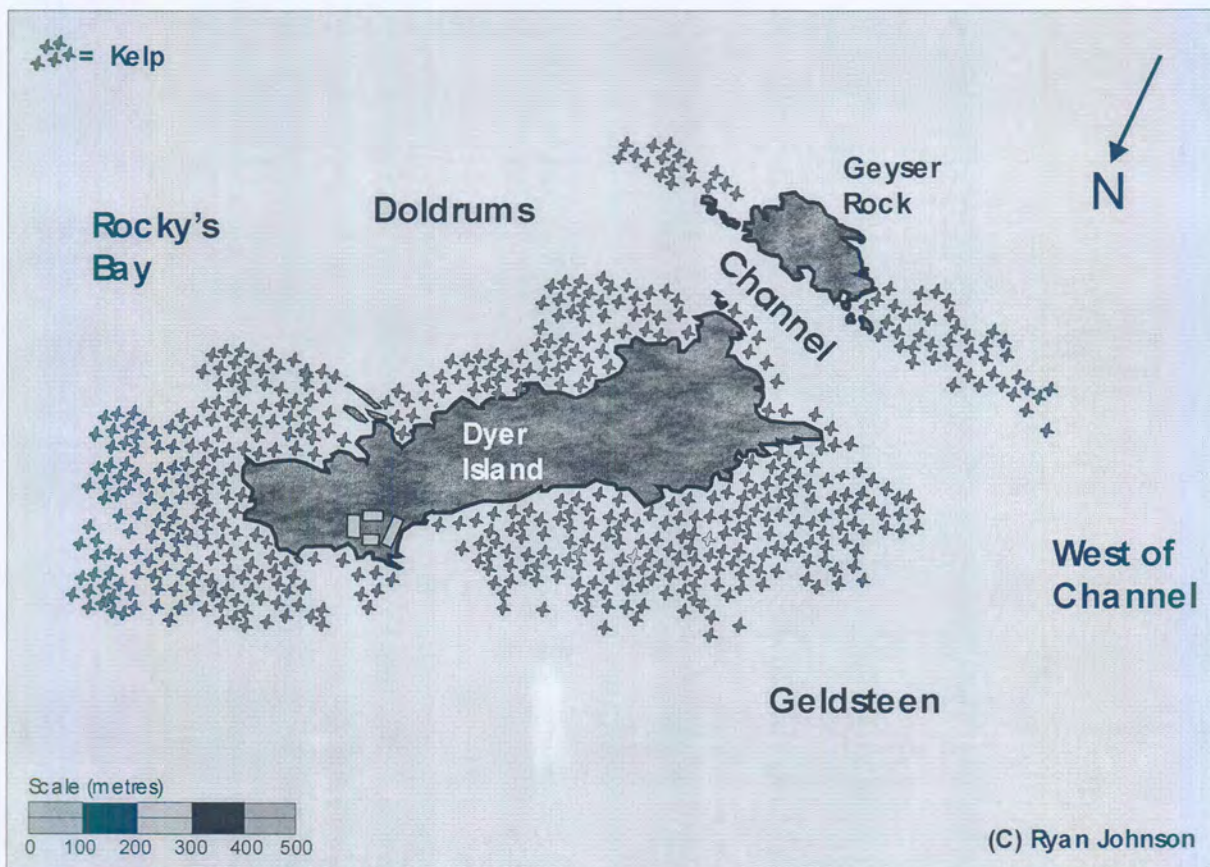 = Kelp
N
Geyser
Rock
Doldrums
Rocky's
Bay
Channel
Dyer
Island
West of
Channel
Geldsteen
Scale (metres)
0 100 200 300 400 500
(C) Ryan Johnson